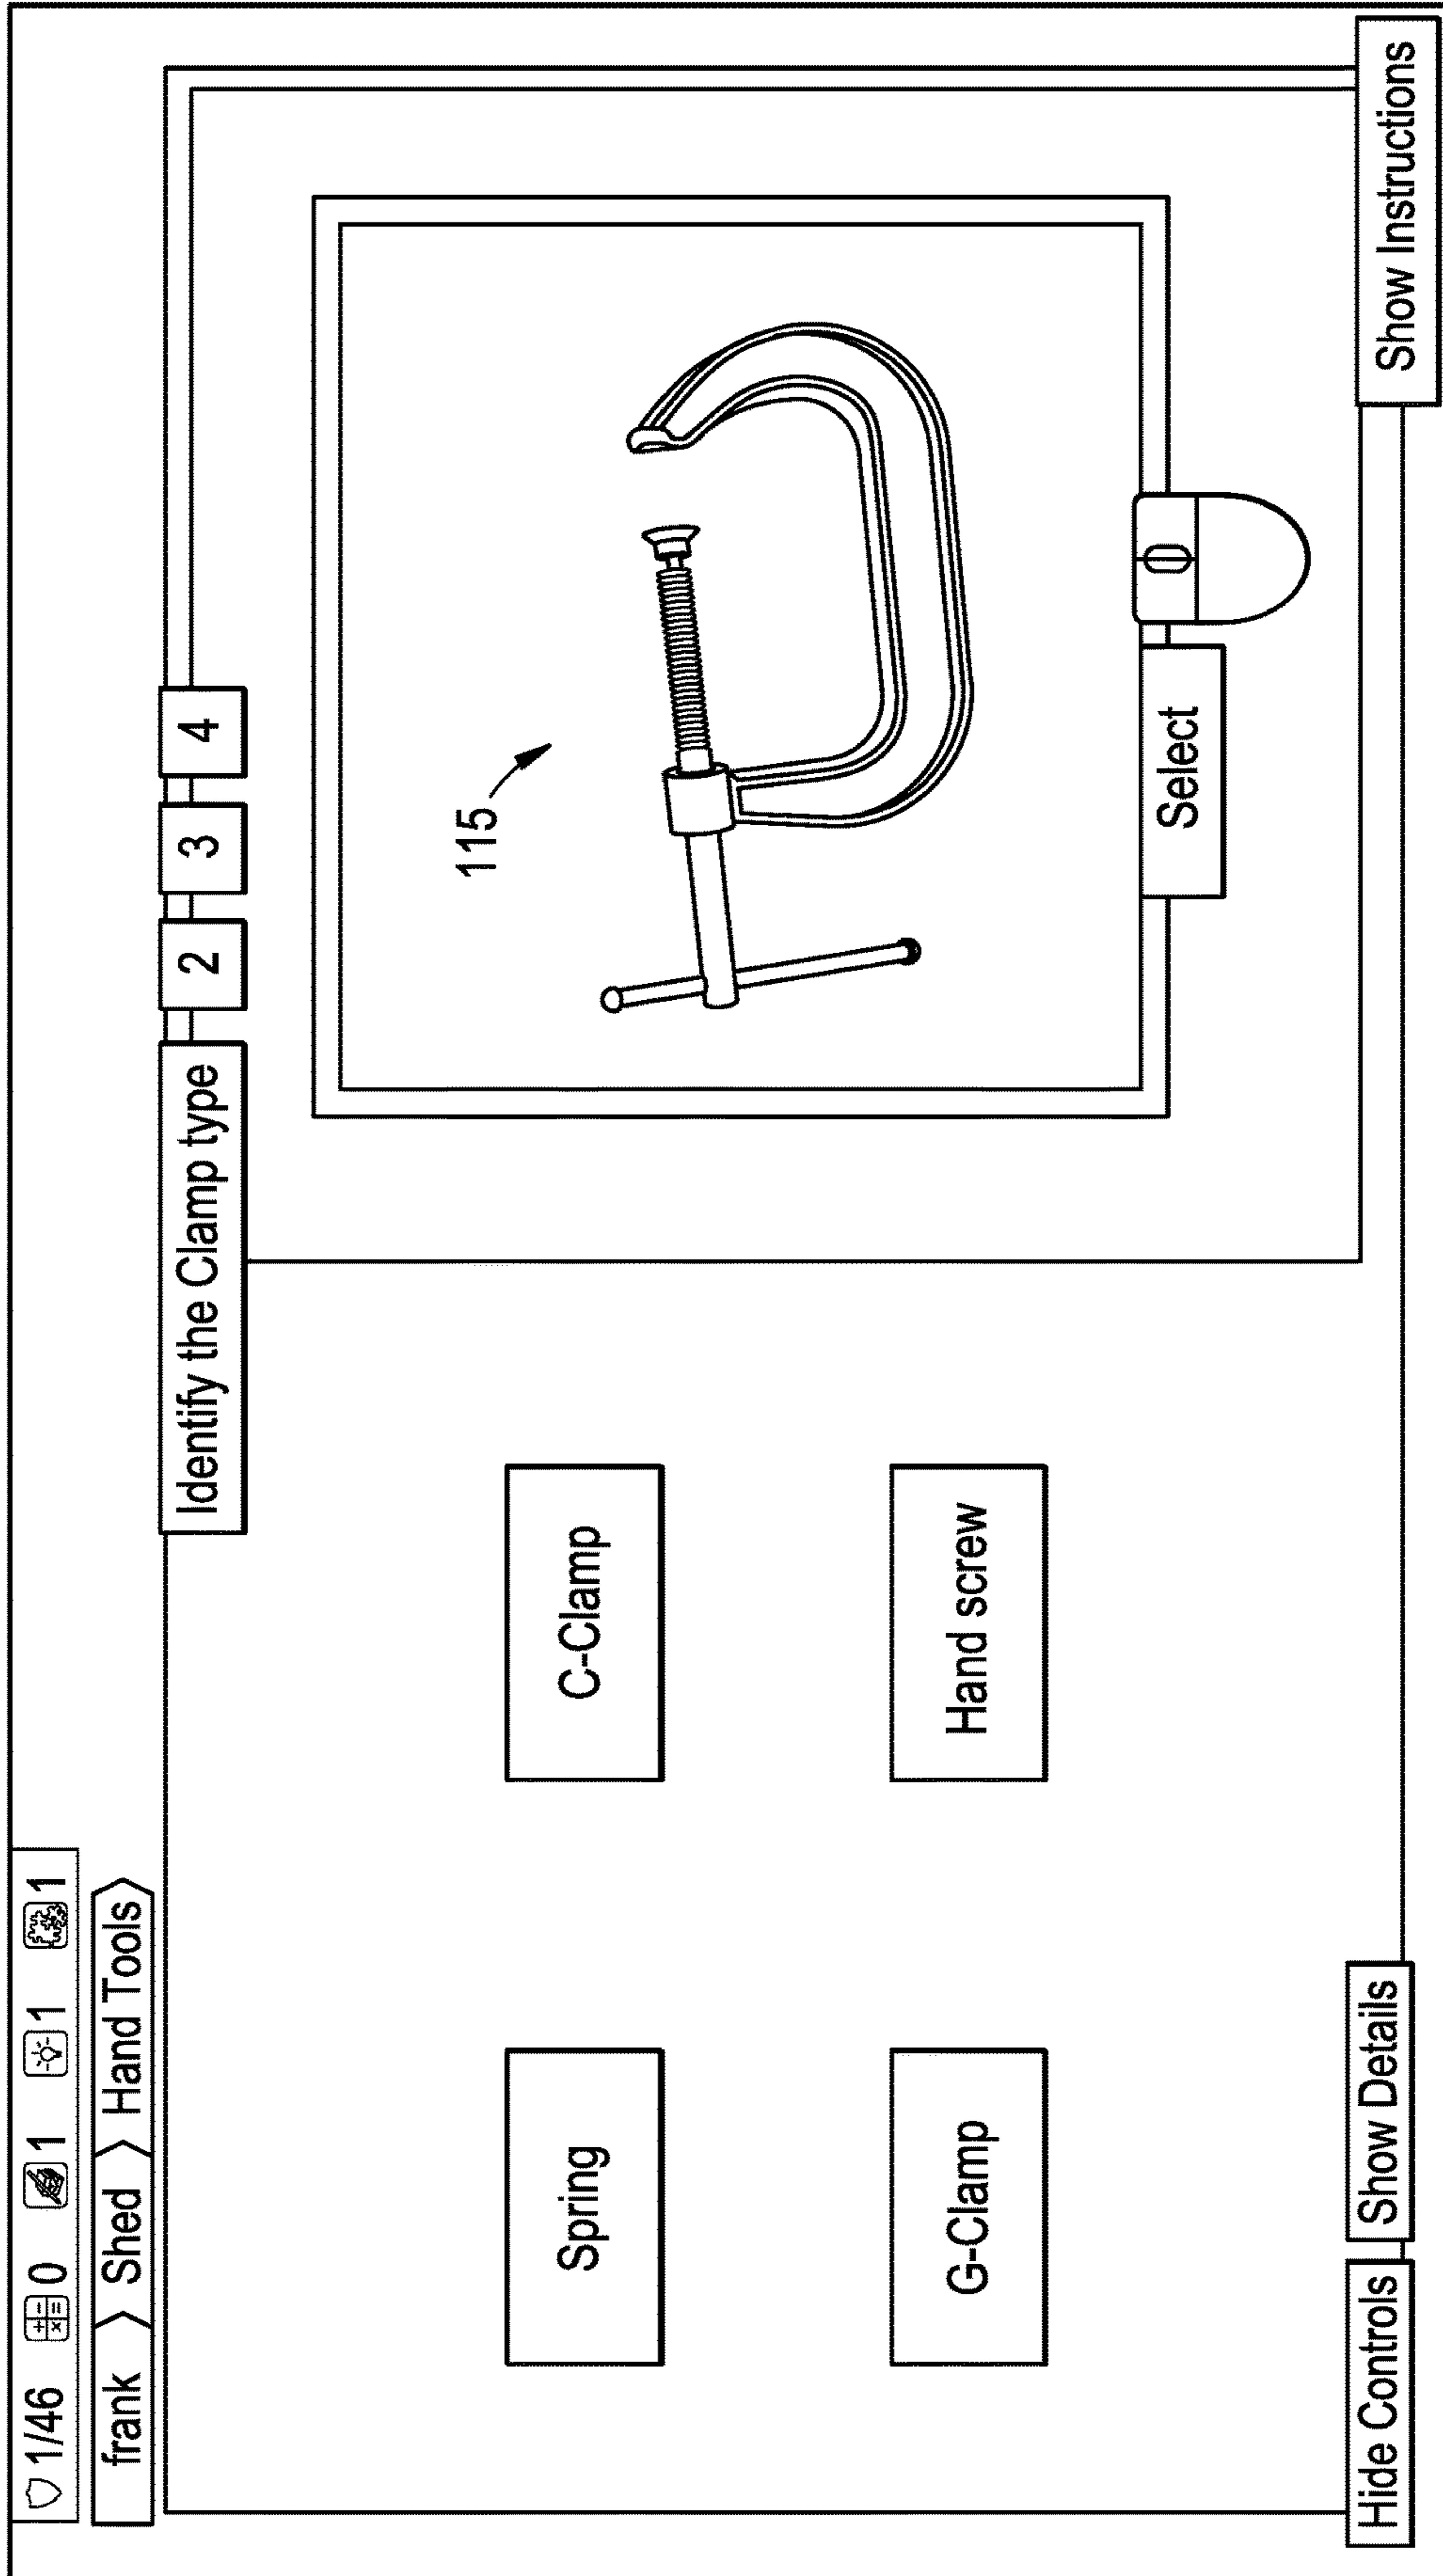 1/46 0 1 1 1
frank Shed Hand Tools
Identify the Clamp type 2 3 4
115
Spring C-Clamp
G-Clamp Hand screw
Select
Hide Controls Show Details Show Instructions